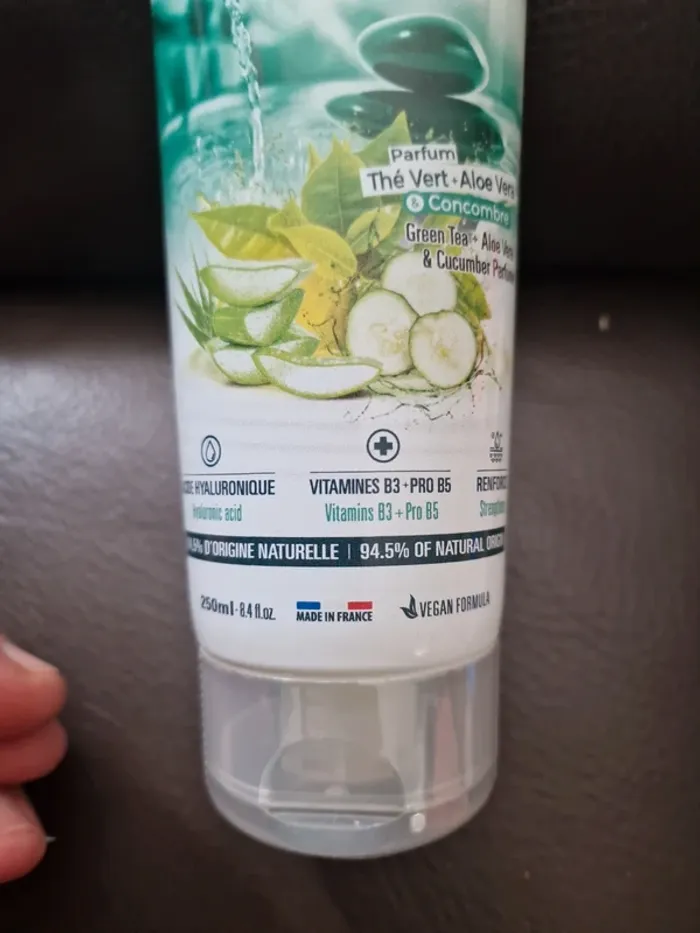 Parfum
Thé Vert + Aloe Vera
& Concombre
Green Tea + Aloe Vera
& Cucumber
HYALURONIQUE
VITAMINES B3 + PRO B5
acid
Vitamins B3 + Pro B5
D'ORIGINE NATURELLE | 94.5% OF NATURAL
250ml - 8.4 fl.oz.
MADE IN FRANCE
VEGAN FORMULA